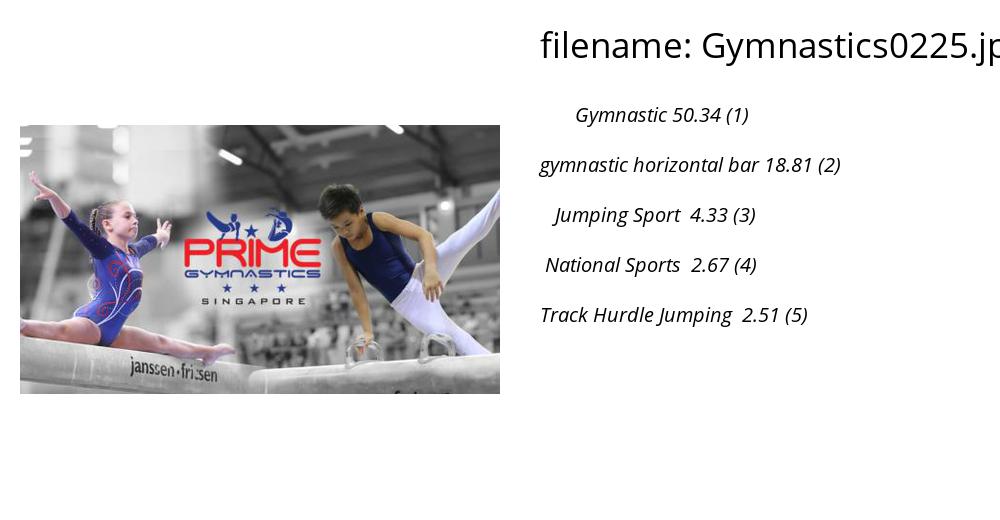 filename: Gymnastics0225.jp
Gymnastic 50.34 (1)
gymnastic horizontal bar 18.81 (2)
Jumping Sport 4.33 (3)
National Sports 2.67 (4)
Track Hurdle Jumping 2.51 (5)
PRIME
GYMNASTICS
SINGAPORE
janssen-fritsen